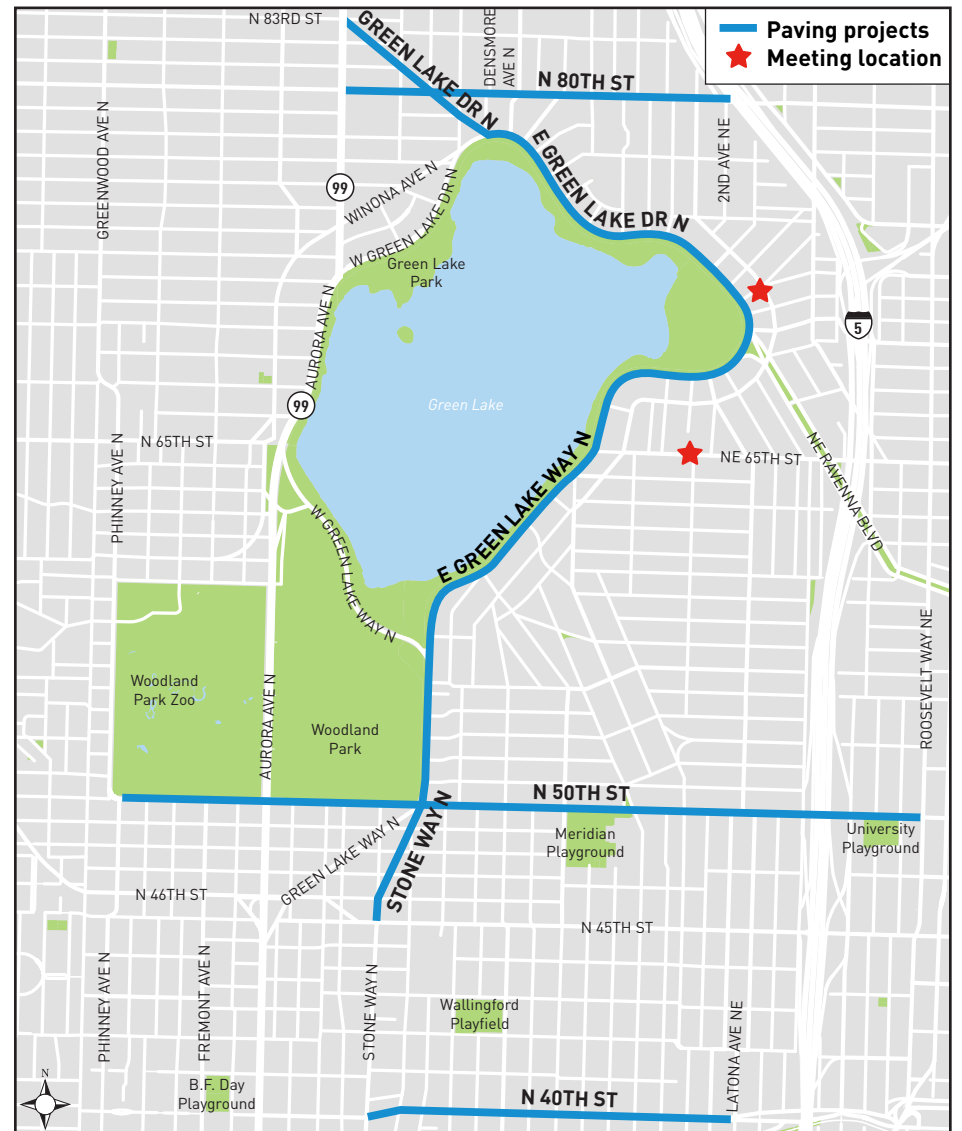 N 83RD ST
GREEN LAKE DR N
DENSMORE
AVE N
Paving projects
Meeting location
N 80TH ST
GREENWOOD AVE N
99
WINONA AVE N
E GREEN LAKE DR N
2ND AVE NE
W GREEN LAKE DR N
Green Lake
Park
AURORA AVE N
5
99
Green Lake
PHINNEY AVE N
N 65TH ST
NE 65TH ST
NE RAVENNA BLVD
E GREEN LAKE WAY N
W GREEN LAKE WAY N
ROOSEVELT WAY NE
Woodland
Park Zoo
AURORA AVE N
Woodland
Park
N 50TH ST
STONE WAY N
GREEN LAKE WAY N
Meridian
Playground
University
Playground
N 46TH ST
N 45TH ST
PHINNEY AVE N
FREMONT AVE N
STONE WAY N
Wallingford
Playfield
LATONA AVE NE
N
B.F. Day
Playground
N 40TH ST